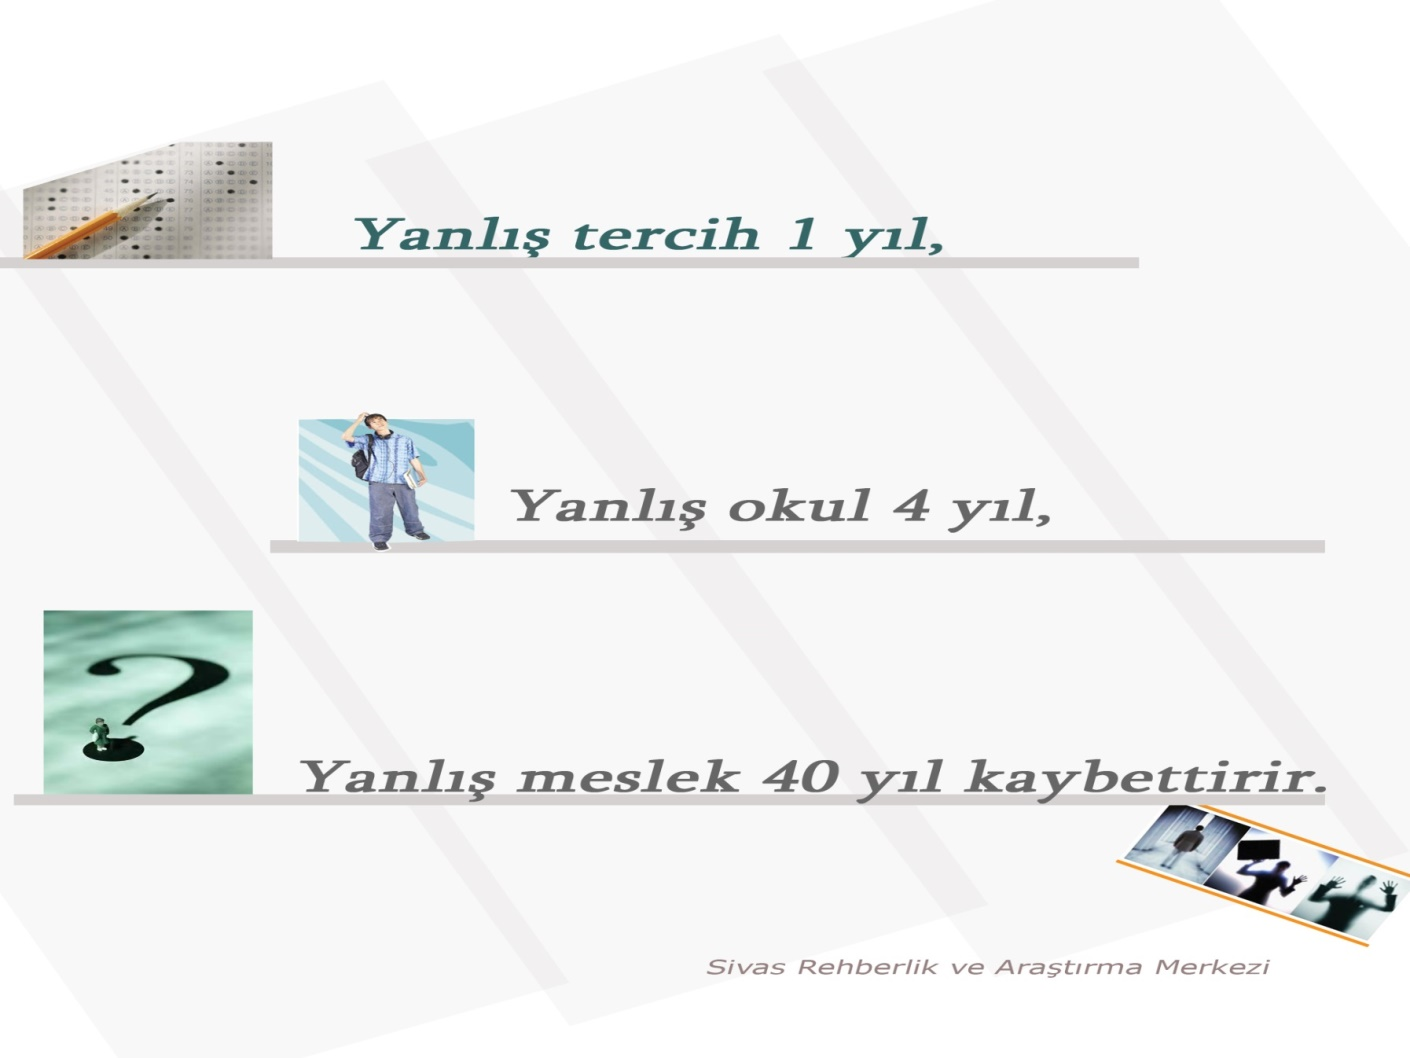 Yanlış tercih 1 yıl,
Yanlış okul 4 yıl,
Yanlış meslek 40 yıl kaybettirir.
Sivas Rehberlik ve Araştırma Merkezi